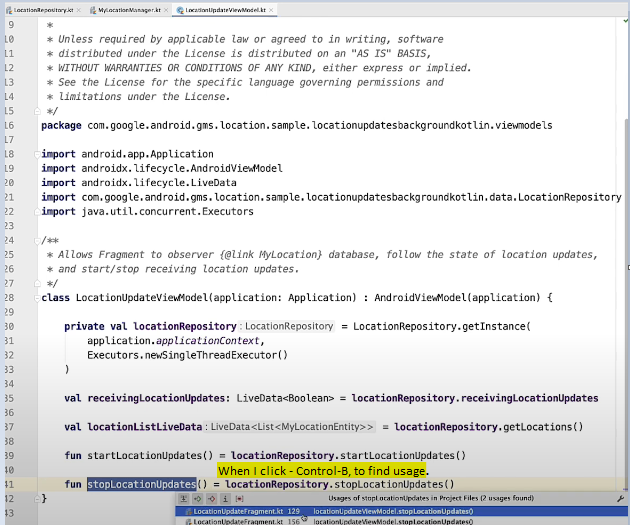 LocationRepository.kt × MyLocationManager.kt × LocationUpdateViewModel.kt ×
9 *
10 * Unless required by applicable law or agreed to in writing, software
11 * distributed under the License is distributed on an "AS IS" BASIS,
12 * WITHOUT WARRANTIES OR CONDITIONS OF ANY KIND, either express or implied.
13 * See the License for the specific language governing permissions and
14 * limitations under the License.
15 */
16 package com.google.android.gms.location.sample.locationupdatesbackgroundkotlin.viewmodels
17
18 import android.app.Application
19 import androidx.lifecycle.AndroidViewModel
20 import androidx.lifecycle.LiveData
21 import com.google.android.gms.location.sample.locationupdatesbackgroundkotlin.data.LocationRepository
22 import java.util.concurrent.Executors
23
24 /**
25 * Allows Fragment to observer {@link MyLocation} database, follow the state of location updates,
26 * and start/stop receiving location updates.
27 */
28 class LocationUpdateViewModel(application: Application) : AndroidViewModel(application) {
29
30 private val locationRepository : LocationRepository = LocationRepository.getInstance(
31 application.applicationContext,
32 Executors.newSingleThreadExecutor()
33 )
34
35 val receivingLocationUpdates: LiveData<Boolean> = locationRepository.receivingLocationUpdates
36
37 val locationListLiveData : LiveData<List<MyLocationEntity>> = locationRepository.getLocations()
38
39 fun startLocationUpdates() = locationRepository.startLocationUpdates()
40 When I click - Control-B, to find usage.
41 fun stopLocationUpdates() = locationRepository.stopLocationUpdates()
42 }
Usages of stopLocationUpdates in Project Files (2 usages found)
43
LocationUpdateFragment.kt 129 locationUpdateViewModel.stopLocationUpdates()
LocationUpdateFragment.kt 156 locationUpdateViewModel.stopLocationUpdates()